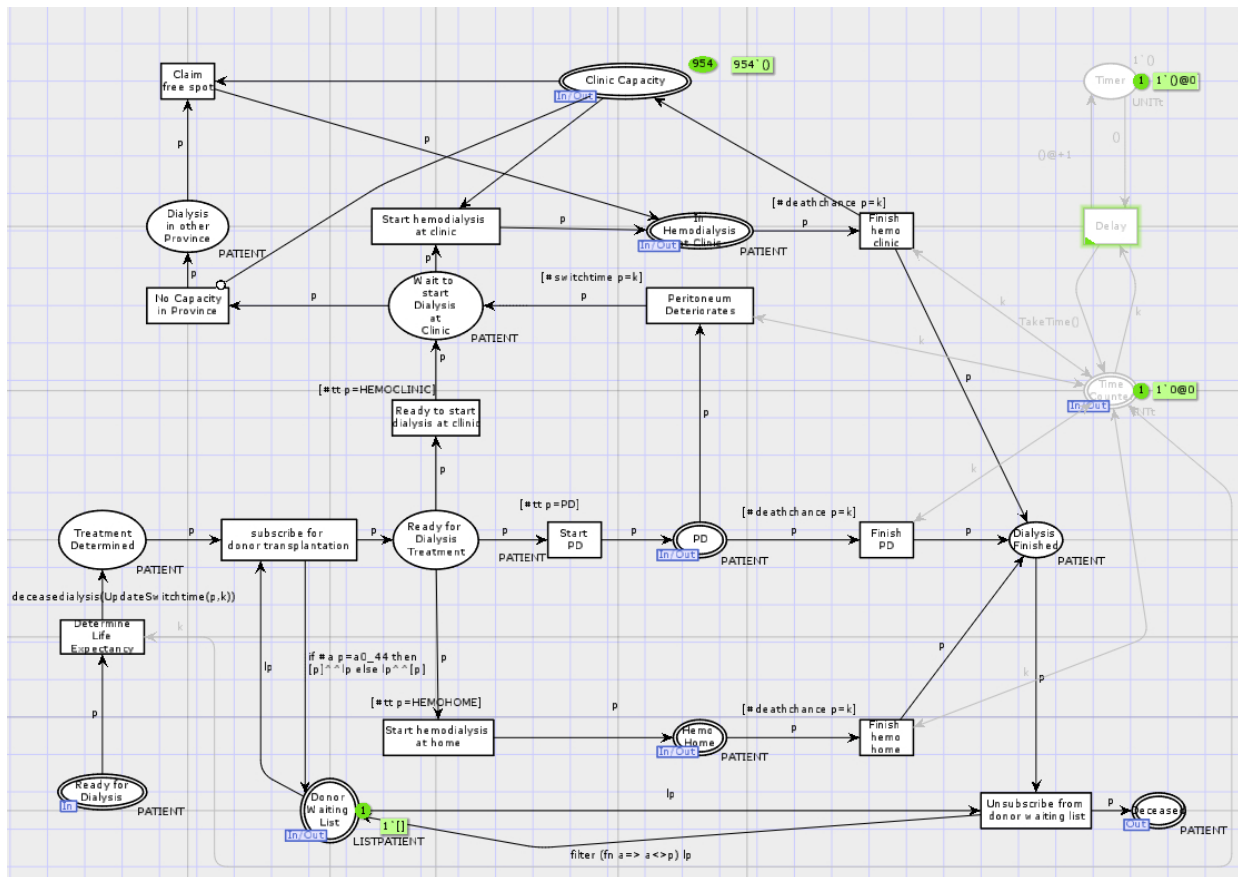 Claim
free spot
Clinic Capacity
In/Out
954
954`()
1`()
Timer
1
1`()@0
UNITt
p
p
()
()@+1
Dialysis
in other
Province
PATIENT
Start hemodialysis
at clinic
p
In
Hemodialysis
at Clinic
In/Out
PATIENT
p
[#deathchance p=k]
Finish
hemo
clinic
Delay
p
p
[#switchtime p=k]
No Capacity
in Province
p
Wait to
start
Dialysis
at
Clinic
PATIENT
p
Peritoneum
Deteriorates
k
TakeTime()
k
k
p
[#tt p=HEMOCLINIC]
p
Time
Counter
In/Out
1
1`0@0
Ready to start
dialysis at cllinic
p
p
k
[#tt p=PD]
[#deathchance p=k]
Treatment
Determined
PATIENT
p
subscribe for
donor transplantation
p
Ready for
Dialysis
Treatment
PATIENT
p
Start
PD
p
PD
In/Out
PATIENT
p
Finish
PD
p
Dialysis
Finished
PATIENT
deceasedialysis(UpdateSwitchtime(p,k))
Determine
Life
Expectancy
k
lp
if #a p=a0_44 then
[p]^^lp else lp^^[p]
p
p
k
p
p
[#tt p=HEMOHOME]
p
[#deathchance p=k]
Start hemodialysis
at home
Hemo
Home
In/Out
PATIENT
p
Finish
hemo
home
Ready for
Dialysis
In
PATIENT
Donor
Waiting
List
In/Out
1
1`[]
LISTPATIENT
lp
Unsubscribe from
donor waiting list
p
Deceased
Out
PATIENT
filter (fn a=> a<>p) lp